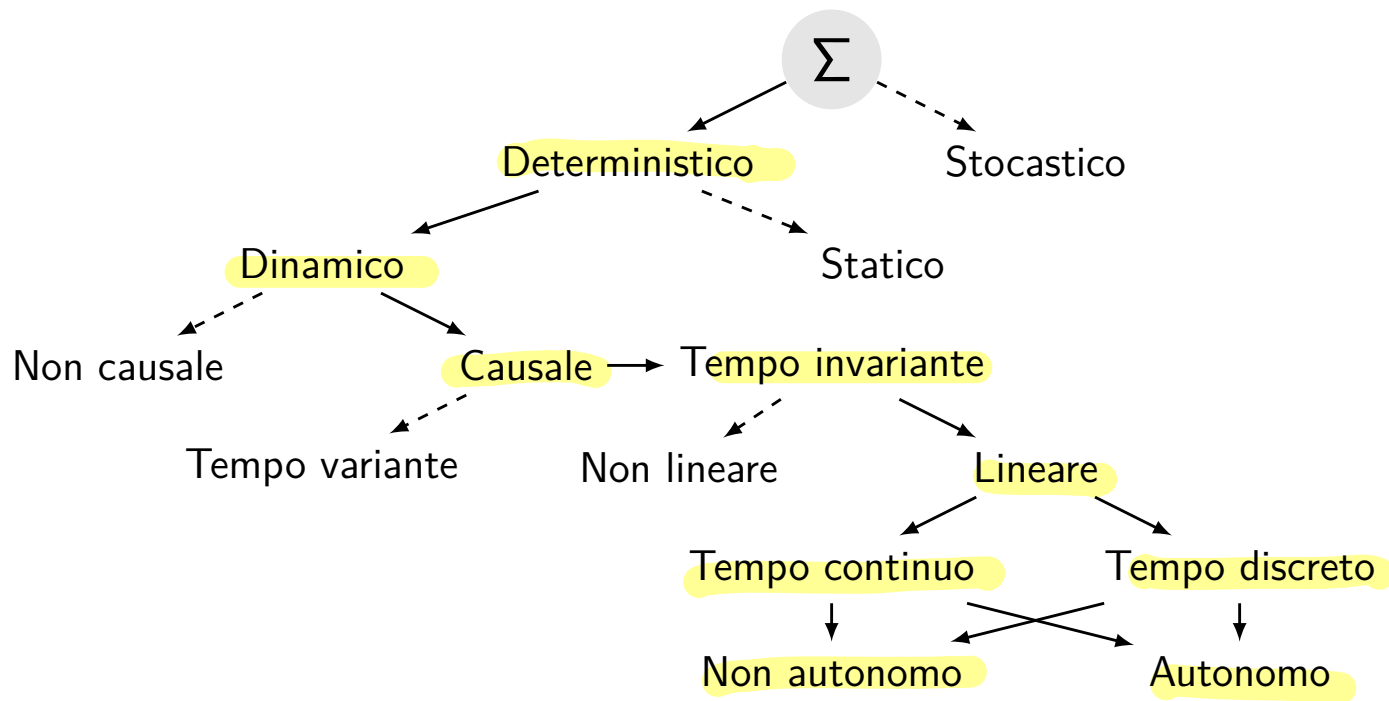 Σ
Deterministico
Stocastico
Dinamico
Statico
Non causale
Causale
Tempo invariante
Tempo variante
Non lineare
Lineare
Tempo continuo
Tempo discreto
Non autonomo
Autonomo